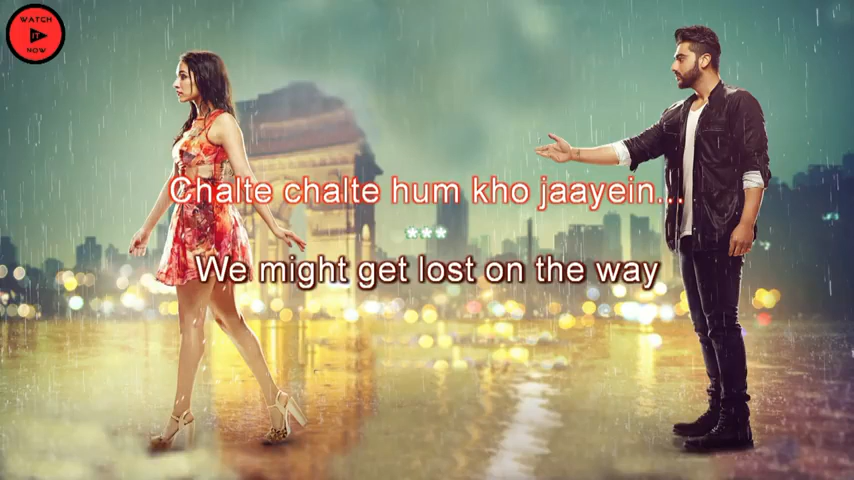 WATCH
IT
NOW
Chalte chalte hum kho jaayein...
***
We might get lost on the way